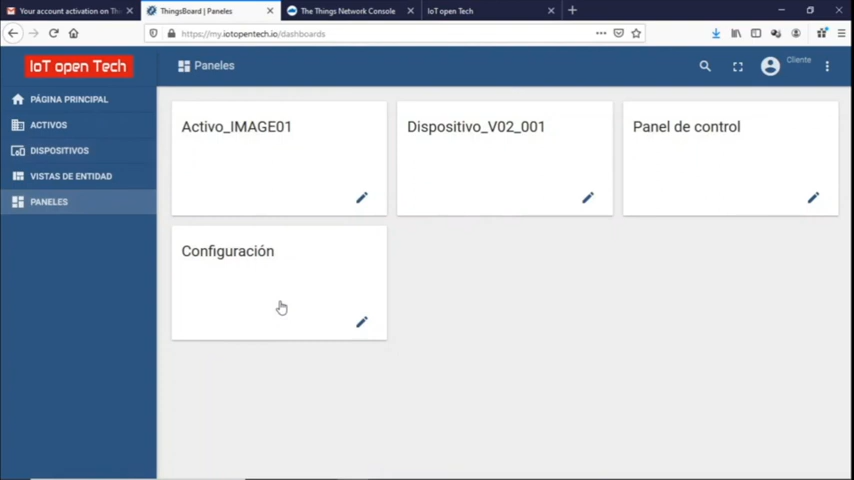 Your account activation on Thi
ThingsBoard | Paneles
The Things Network Console
IoT open Tech
https://my.iotopentech.io/dashboards
IoT open Tech
Paneles
Cliente
PÁGINA PRINCIPAL
ACTIVOS
DISPOSITIVOS
VISTAS DE ENTIDAD
PANELES
Activo_IMAGE01
Dispositivo_V02_001
Panel de control
Configuración